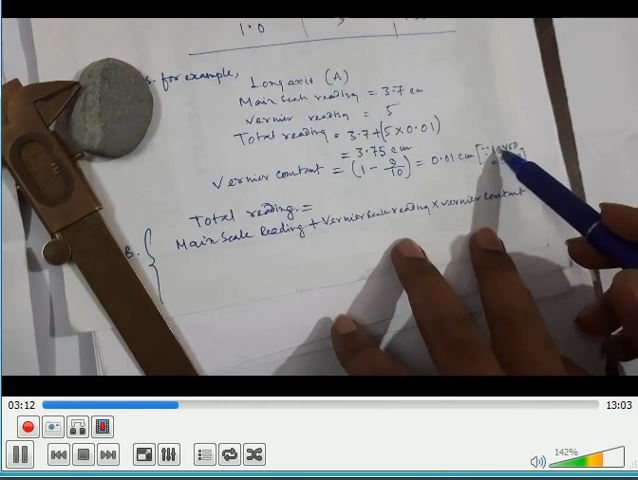 1.0
s. for example,
Long axis (A)
Main scale reading = 3.7 cm
Vernier reading = 5
Total reading = 3.7+(5×0.01)
= 3.75 cm
Vernier constant = (1 - 9/10) = 0.01 cm [∵
Total reading =
B. { Main Scale Reading + Vernier scale reading × vernier constant
03:12
13:03
142%